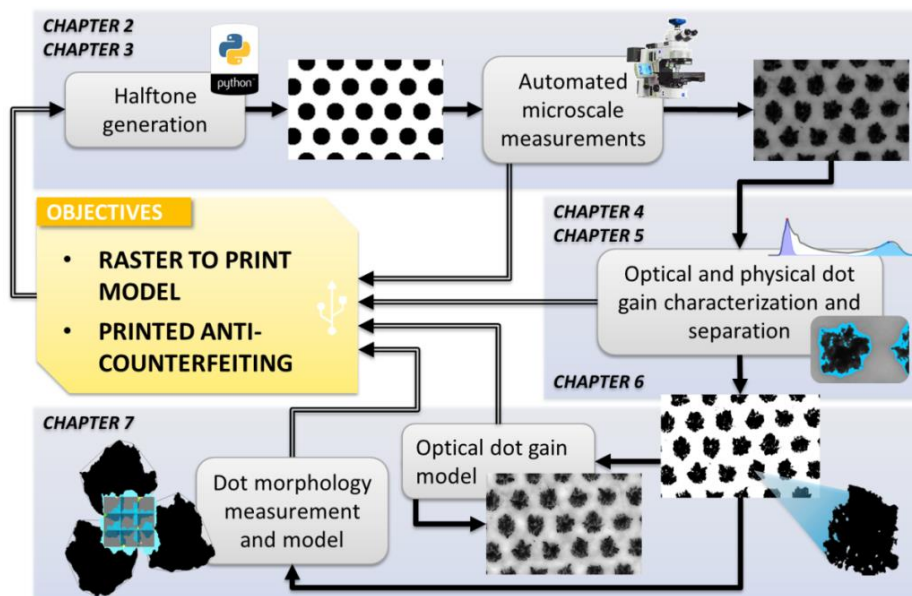 CHAPTER 2
CHAPTER 3
Halftone
generation
python
Automated
microscale
measurements
OBJECTIVES
• RASTER TO PRINT
MODEL
• PRINTED ANTI-
COUNTERFEITING
CHAPTER 4
CHAPTER 5
Optical and physical dot
gain characterization and
separation
CHAPTER 6
CHAPTER 7
Optical dot gain
model
Dot morphology
measurement
and model